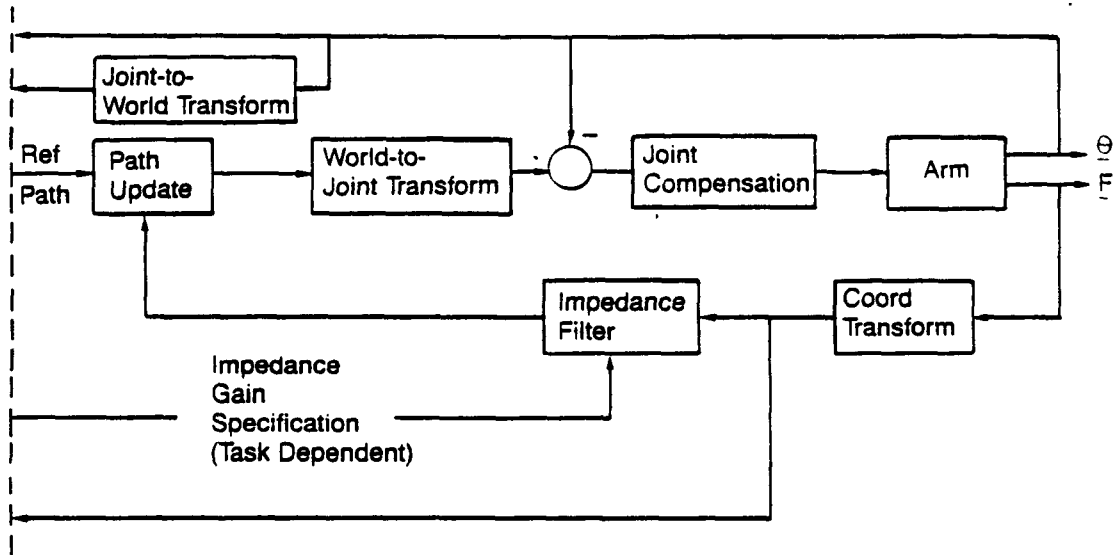 Joint-to-
World Transform
Ref
Path
Path
Update
World-to-
Joint Transform
-
Joint
Compensation
Arm
Θ
F
Impedance
Filter
Coord
Transform
Impedance
Gain
Specification
(Task Dependent)